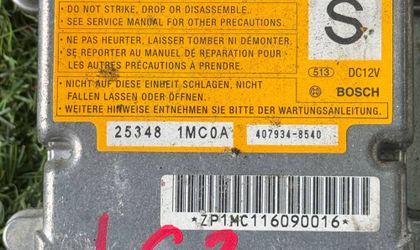 • DO NOT STRIKE, DROP OR DISASSEMBLE.
• SEE SERVICE MANUAL FOR OTHER PRECAUTIONS.
• NE PAS HEURTER, LAISSER TOMBER NI DÉMONTER.
• SE REPORTER AU MANUEL DE RÉPARATION POUR
LES AUTRES PRÉCAUTIONS À PRENDRE.
• NICHT AUF DIESE EINHEIT SCHLAGEN, NICHT
FALLEN LASSEN ODER ÖFFNEN.
• WEITERE HINWEISE ENTNEHMEN SIE BITTE DER WARTUNGSANLEITUNG.
S
513 DC12V
BOSCH
25348 1MC0A 407934-8540
*ZP1MC116090016*